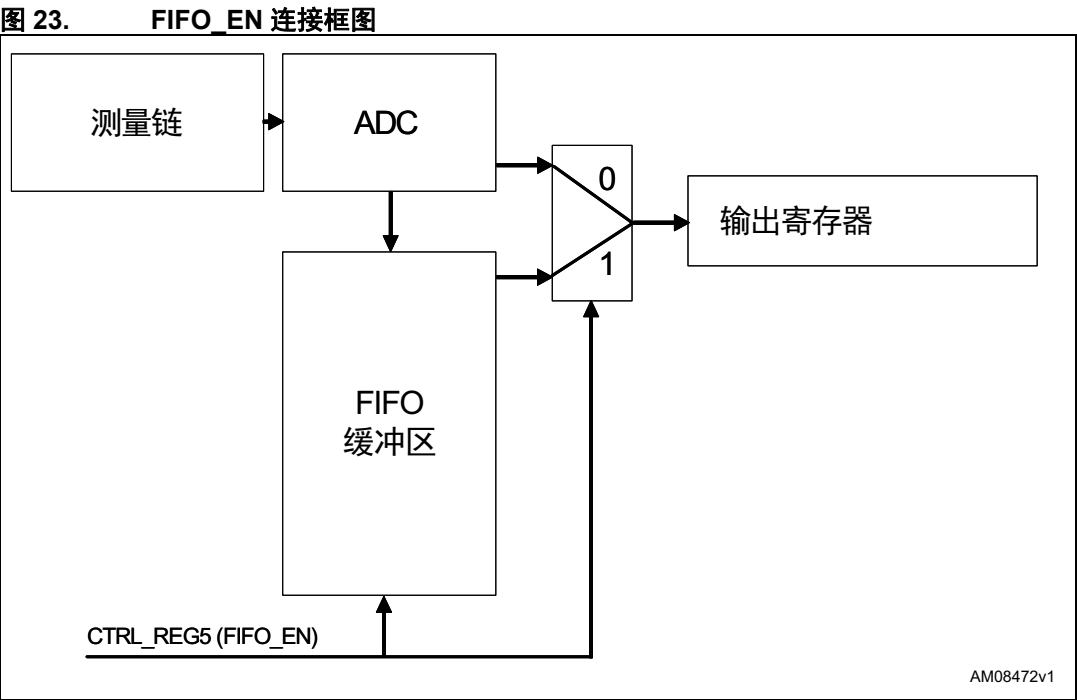 图 23. FIFO_EN 连接框图
测量链
ADC
0
输出寄存器
1
FIFO
缓冲区
CTRL_REG5 (FIFO_EN)
AM08472v1